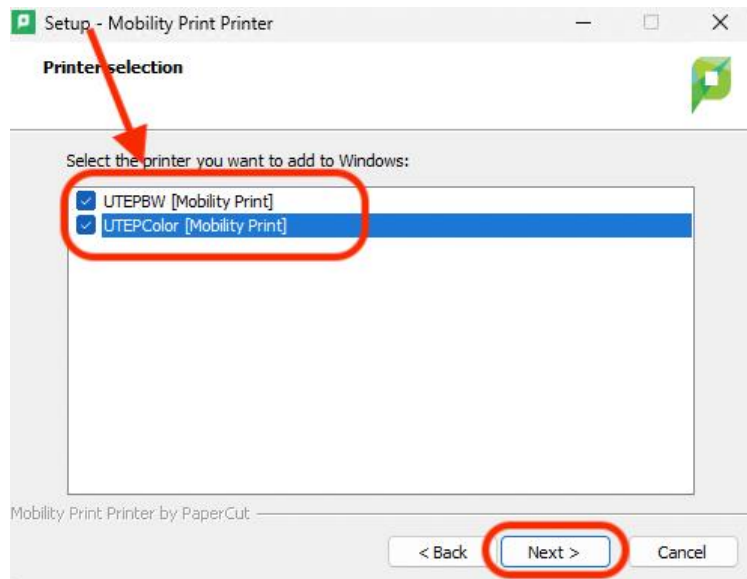 Setup - Mobility Print Printer
Printer selection
Select the printer you want to add to Windows:
UTEPBW [Mobility Print]
UTEPColor [Mobility Print]
Mobility Print Printer by PaperCut
< Back Next > Cancel